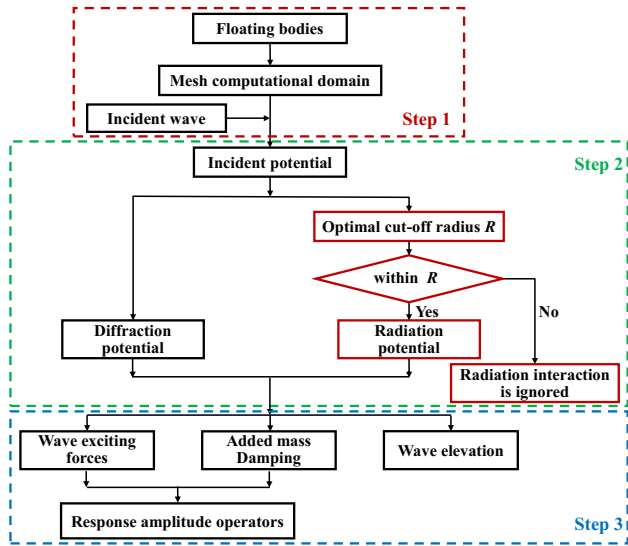 Floating bodies
Mesh computational domain
Incident wave
Step 1
Incident potential
Step 2
Optimal cut-off radius R
within R
Yes
No
Diffraction
potential
Radiation
potential
Radiation interaction
is ignored
Wave exciting
forces
Added mass
Damping
Wave elevation
Response amplitude operators
Step 3